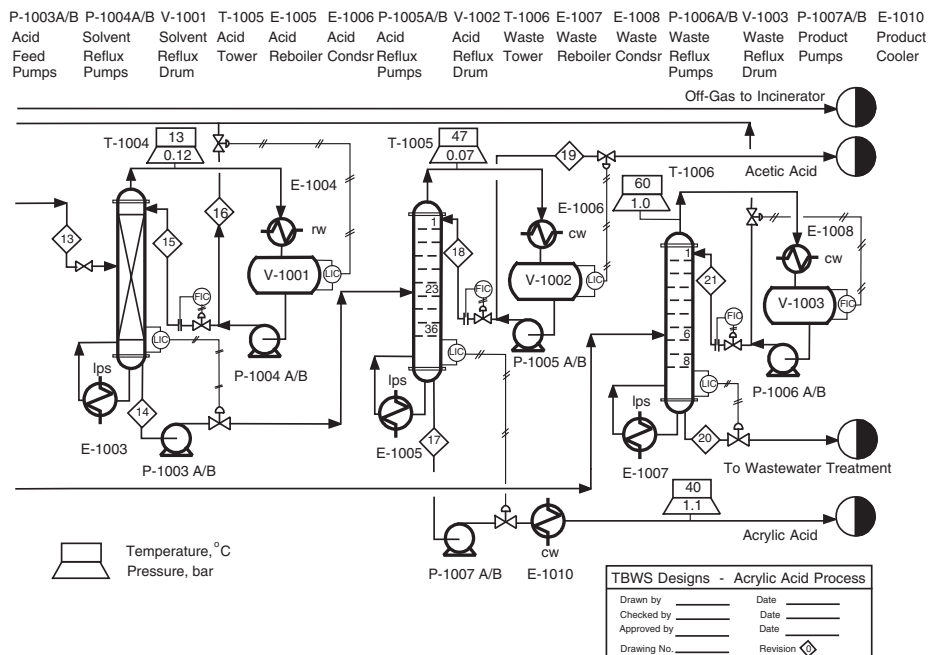 P-1003A/B P-1004A/B V-1001 T-1005 E-1005 E-1006 P-1005A/B V-1002 T-1006 E-1007 E-1008 P-1006A/B V-1003 P-1007A/B E-1010
Acid Solvent Solvent Acid Acid Acid Acid Acid Waste Waste Waste Waste Waste Product Product
Feed Reflux Reflux Tower Reboiler Condsr Reflux Reflux Tower Reboiler Condsr Reflux Reflux Pumps Cooler
Pumps Pumps Drum Pumps Drum Pumps Drum
Off-Gas to Incinerator
T-1004
13
0.12
T-1005
47
0.07
19
Acetic Acid
T-1006
60
1.0
E-1004
16
13
15
rw
V-1001
LIC
FIC
LIC
P-1004 A/B
lps
14
E-1003
P-1003 A/B
E-1006
1
18
cw
V-1002
LIC
23
FIC
36
LIC
P-1005 A/B
lps
E-1005
17
E-1008
1
21
cw
V-1003
FIC
FIC
6
8
LIC
P-1006 A/B
lps
E-1007
20
To Wastewater Treatment
40
1.1
Acrylic Acid
cw
P-1007 A/B E-1010
Temperature, °C
Pressure, bar
TBWS Designs - Acrylic Acid Process
Drawn by Date
Checked by Date
Approved by Date
Drawing No. Revision 0